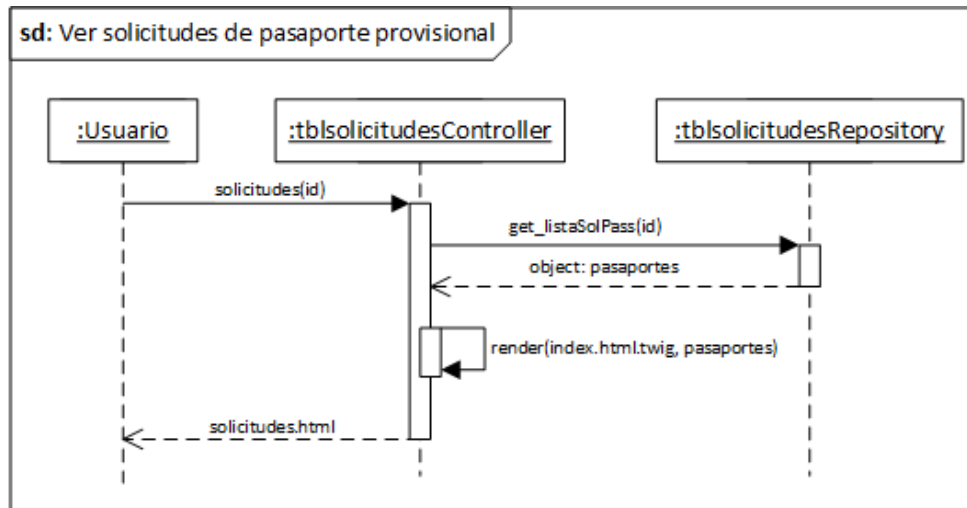 sd: Ver solicitudes de pasaporte provisional
:Usuario
:tblsolicitudesController
:tblsolicitudesRepository
solicitudes(id)
get_listaSolPass(id)
object: pasaportes
render(index.html.twig, pasaportes)
solicitudes.html